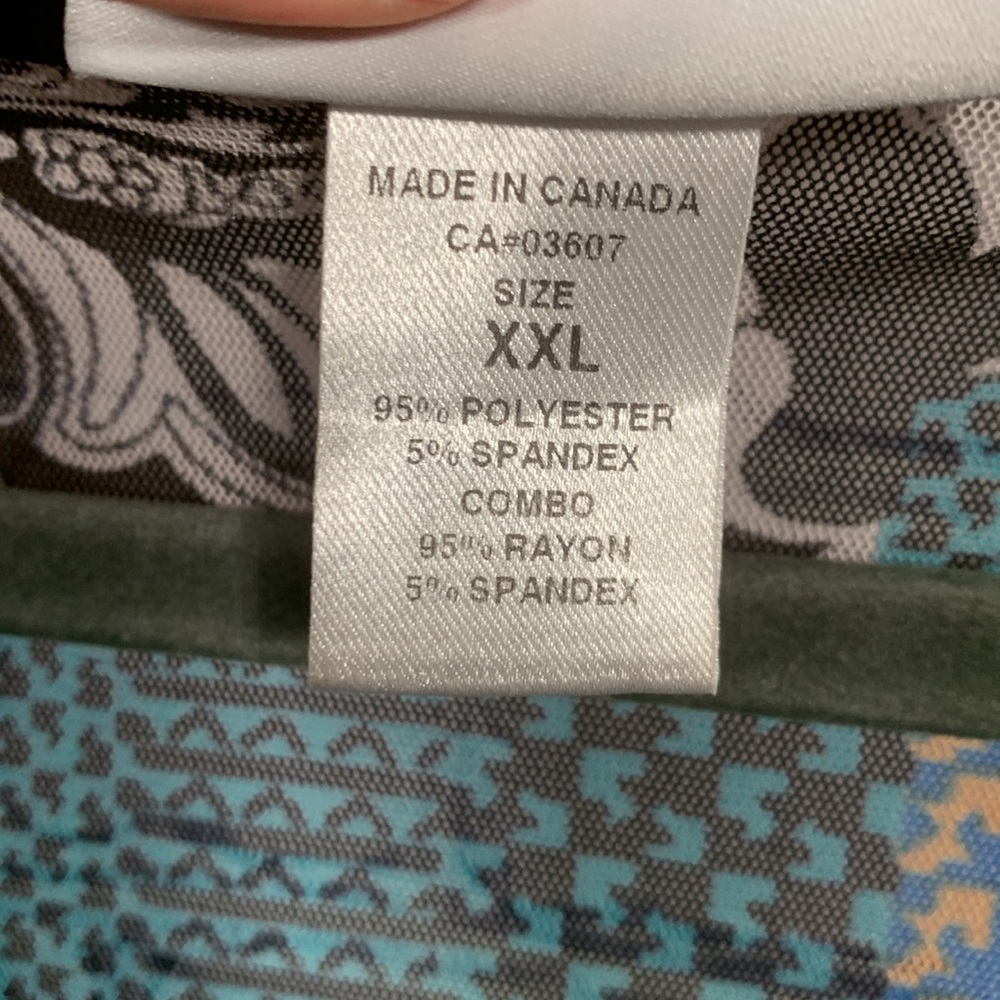 MADE IN CANADA
CA#03607
SIZE
XXL
95% POLYESTER
5% SPANDEX
COMBO
95% RAYON
5% SPANDEX